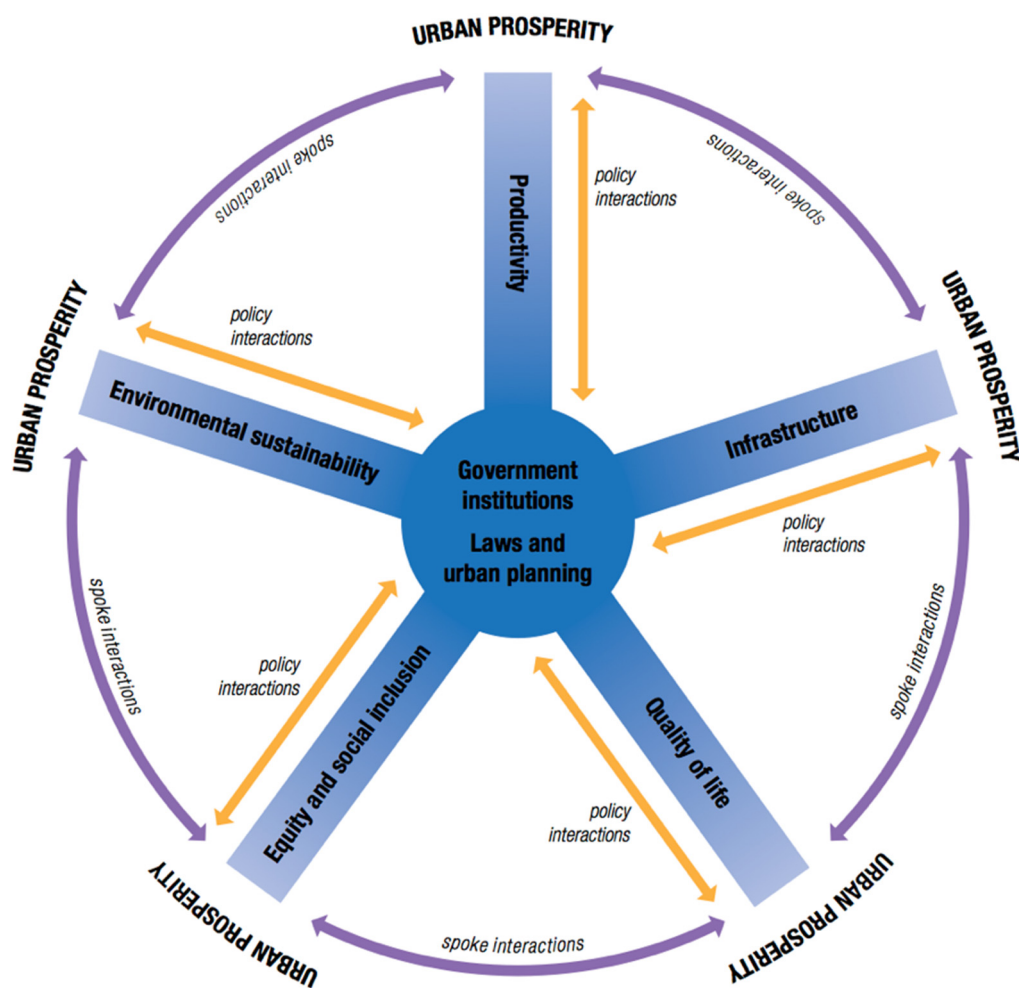 URBAN PROSPERITY
spoke interactions
spoke interactions
policy
interactions
Productivity
URBAN PROSPERITY
URBAN PROSPERITY
policy
interactions
Environmental sustainability
Infrastructure
Government
institutions
Laws and
urban planning
policy
interactions
spoke interactions
spoke interactions
policy
interactions
Equity and social inclusion
Quality of life
policy
interactions
URBAN PROSPERITY
URBAN PROSPERITY
spoke interactions